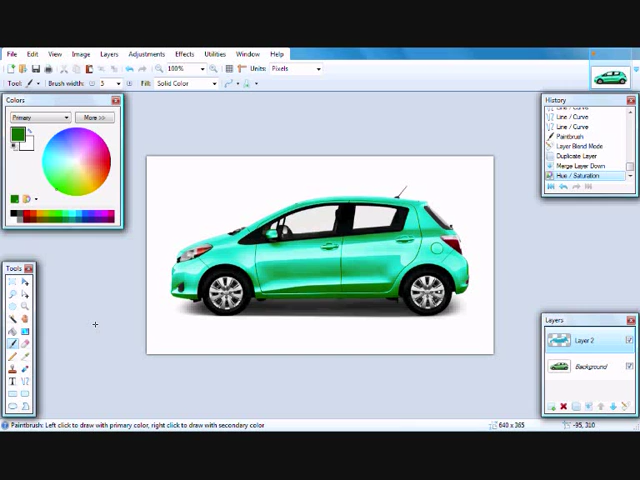 File Edit View Image Layers Adjustments Effects Utilities Window Help
100% Units: Pixels
Tool: Brush width: 3 Fill: Solid Color
Colors
Primary More >>
History
Line / Curve
Line / Curve
Line / Curve
Paintbrush
Layer Blend Mode
Duplicate Layer
Merge Layer Down
Hue / Saturation
Tools
Layers
Layer 2
Background
Paintbrush: Left click to draw with primary color, right click to draw with secondary color
640 x 365
-95, 310